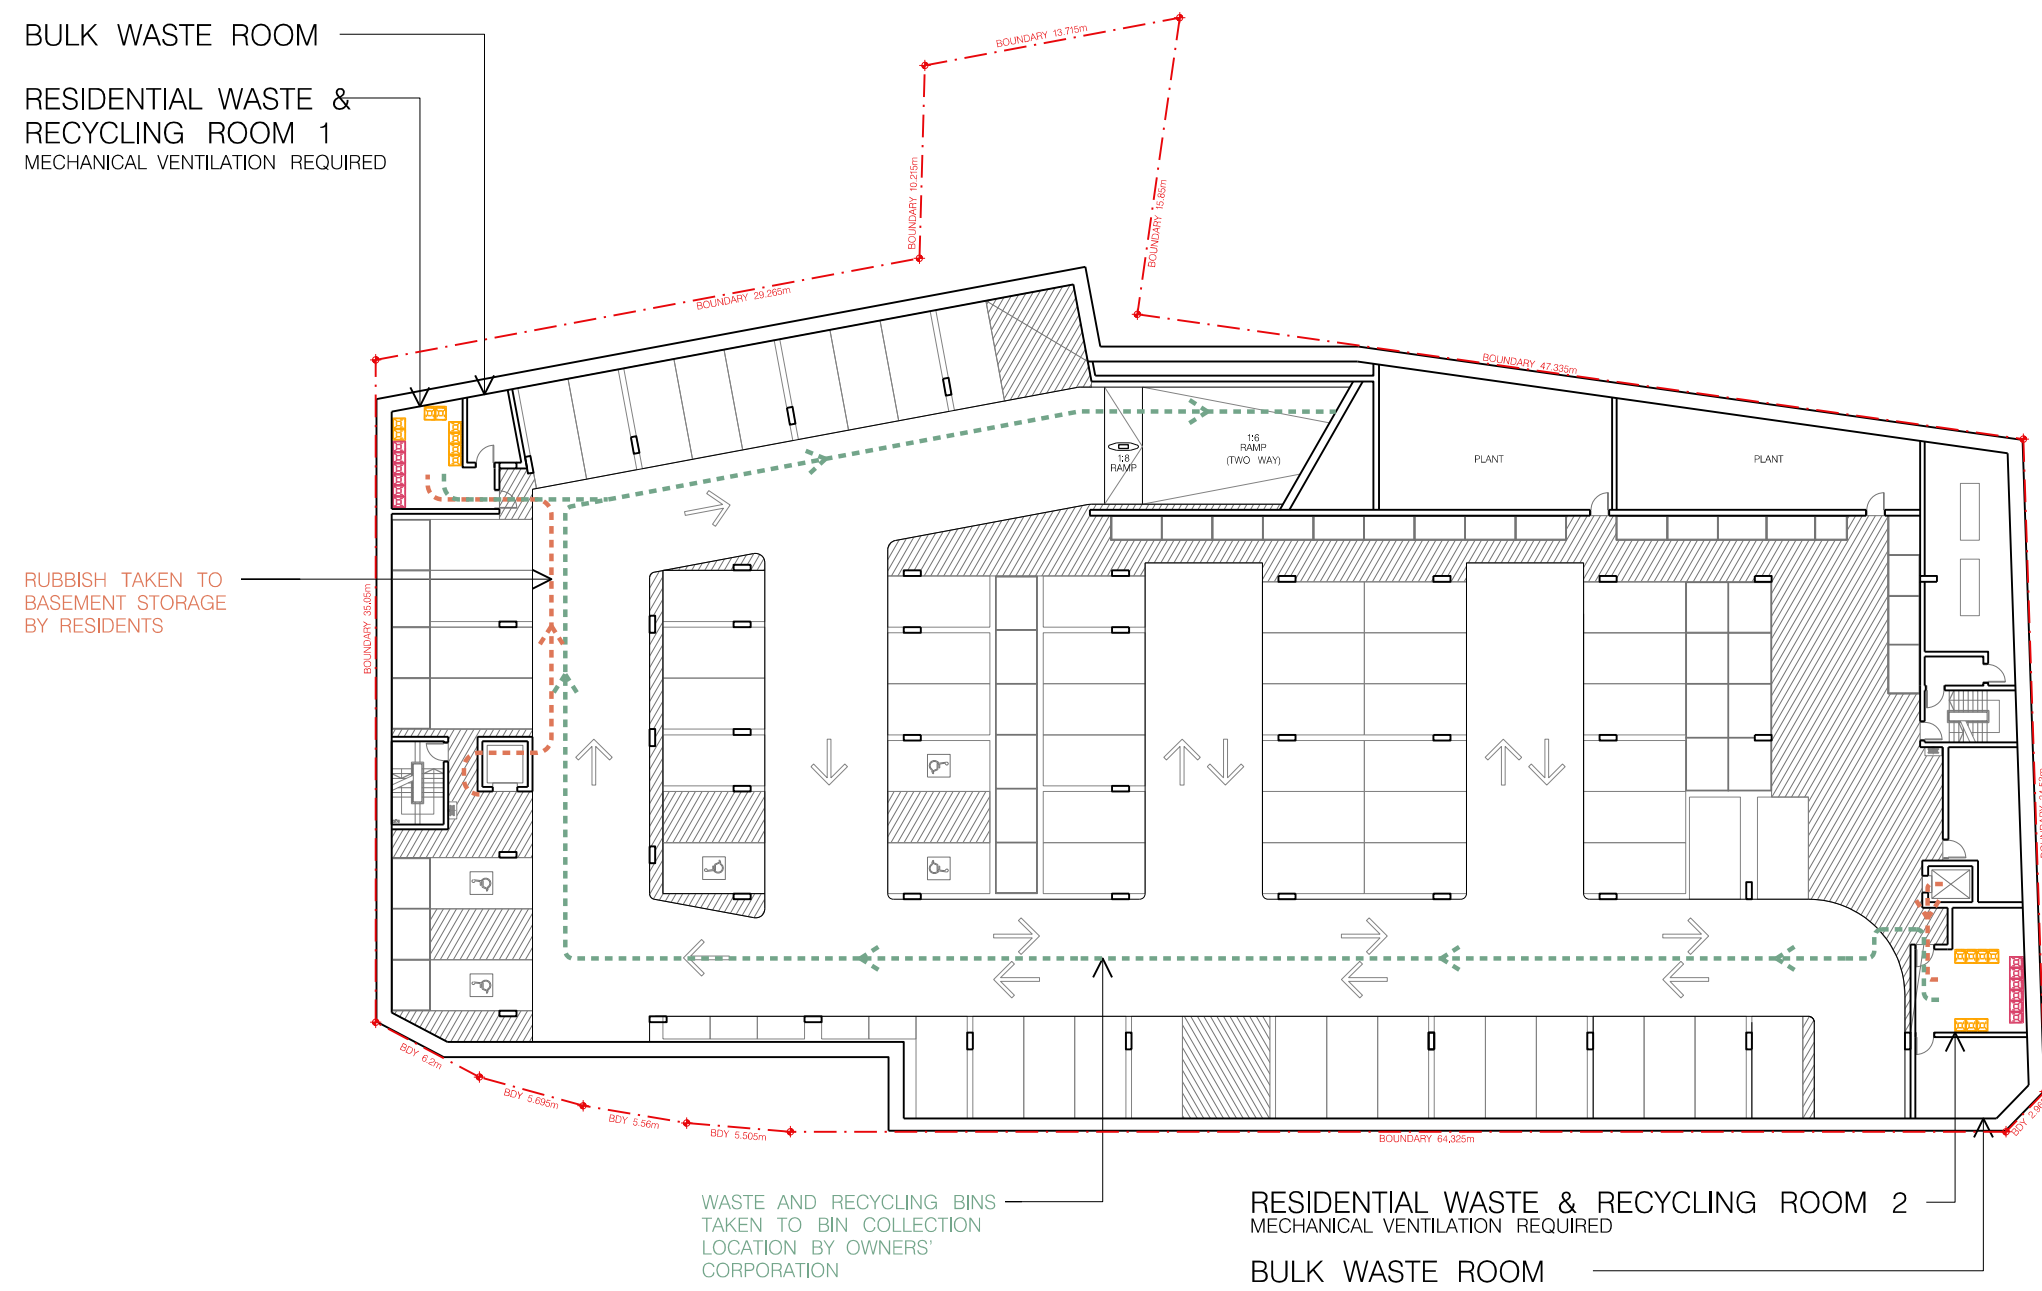 BULK WASTE ROOM
RESIDENTIAL WASTE &
RECYCLING ROOM 1
MECHANICAL VENTILATION REQUIRED
BOUNDARY 13.715m
BOUNDARY 10.215m
BOUNDARY 15.85m
BOUNDARY 29.265m
BOUNDARY 47.335m
1:8
RAMP
1:6
RAMP
(TWO WAY)
PLANT
PLANT
RUBBISH TAKEN TO
BASEMENT STORAGE
BY RESIDENTS
BOUNDARY 35.05m
BDY 6.2m
BDY 5.695m
BDY 5.56m
BDY 5.505m
BOUNDARY 64.325m
WASTE AND RECYCLING BINS
TAKEN TO BIN COLLECTION
LOCATION BY OWNERS'
CORPORATION
RESIDENTIAL WASTE & RECYCLING ROOM 2
MECHANICAL VENTILATION REQUIRED
BULK WASTE ROOM